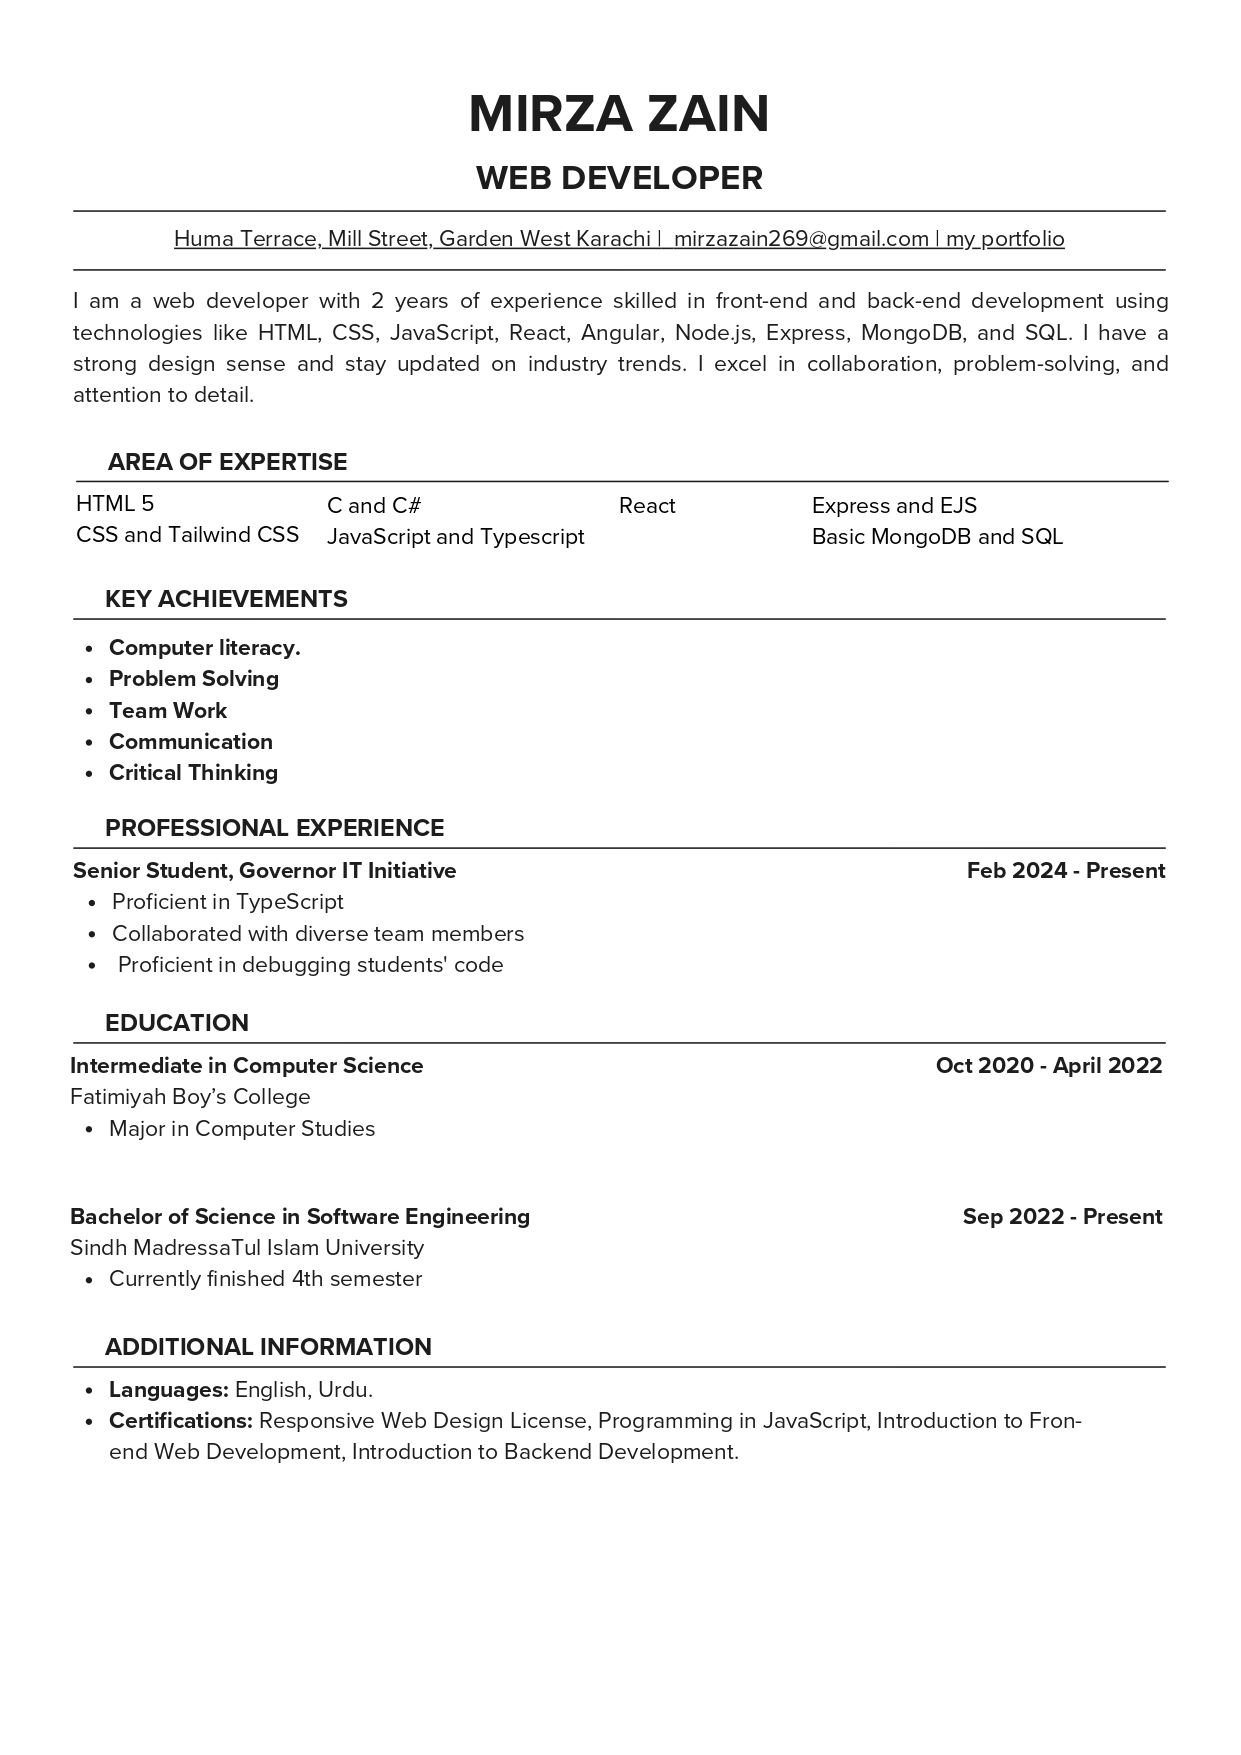 MIRZA ZAIN
WEB DEVELOPER
Huma Terrace, Mill Street, Garden West Karachi | mirzazain269@gmail.com | my portfolio
I am a web developer with 2 years of experience skilled in front-end and back-end development using
technologies like HTML, CSS, JavaScript, React, Angular, Node.js, Express, MongoDB, and SQL. I have a
strong design sense and stay updated on industry trends. I excel in collaboration, problem-solving, and
attention to detail.
AREA OF EXPERTISE
HTML 5
CSS and Tailwind CSS
C and C#
JavaScript and Typescript
React
Express and EJS
Basic MongoDB and SQL
KEY ACHIEVEMENTS
• Computer literacy.
• Problem Solving
• Team Work
• Communication
• Critical Thinking
PROFESSIONAL EXPERIENCE
Senior Student, Governor IT Initiative Feb 2024 - Present
• Proficient in TypeScript
• Collaborated with diverse team members
• Proficient in debugging students' code
EDUCATION
Intermediate in Computer Science Oct 2020 - April 2022
Fatimiyah Boy’s College
• Major in Computer Studies
Bachelor of Science in Software Engineering Sep 2022 - Present
Sindh MadressaTul Islam University
• Currently finished 4th semester
ADDITIONAL INFORMATION
• Languages: English, Urdu.
• Certifications: Responsive Web Design License, Programming in JavaScript, Introduction to Fron-
end Web Development, Introduction to Backend Development.